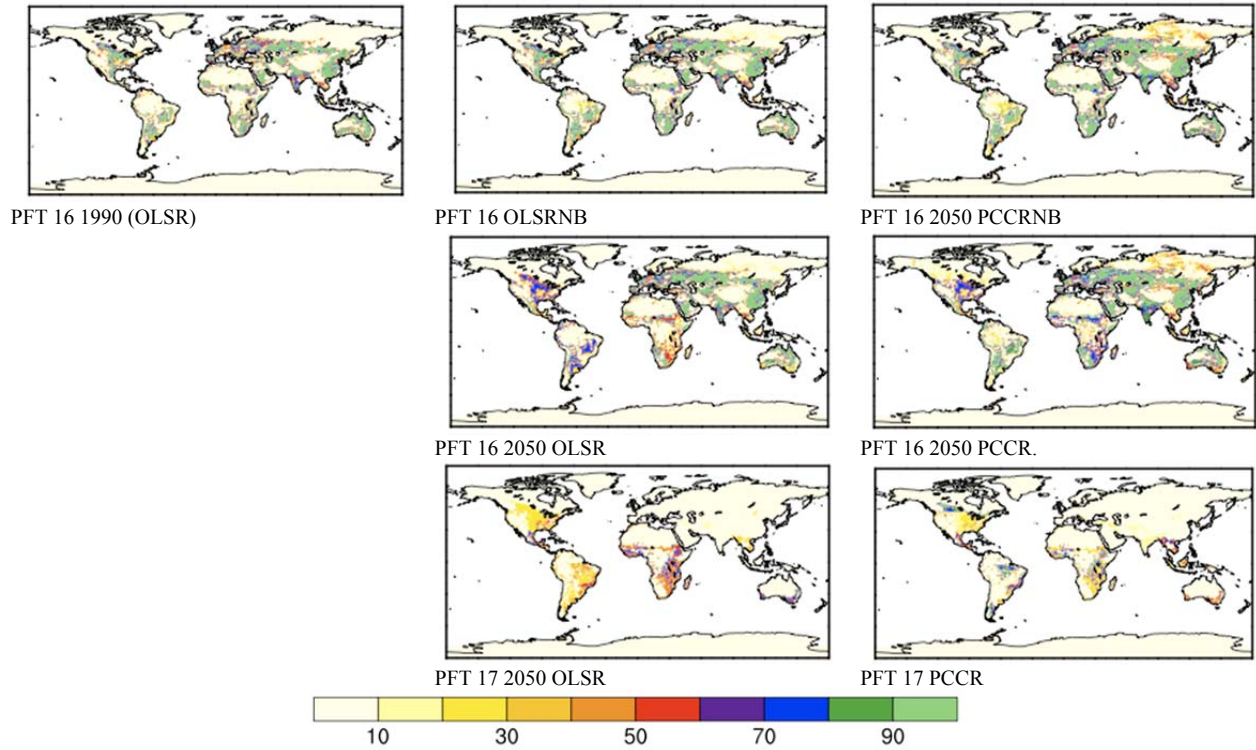 PFT 16 1990 (OLSR)
PFT 16 OLSRNB
PFT 16 2050 PCCRNB
PFT 16 2050 OLSR
PFT 16 2050 PCCR.
PFT 17 2050 OLSR
PFT 17 PCCR
10 30 50 70 90